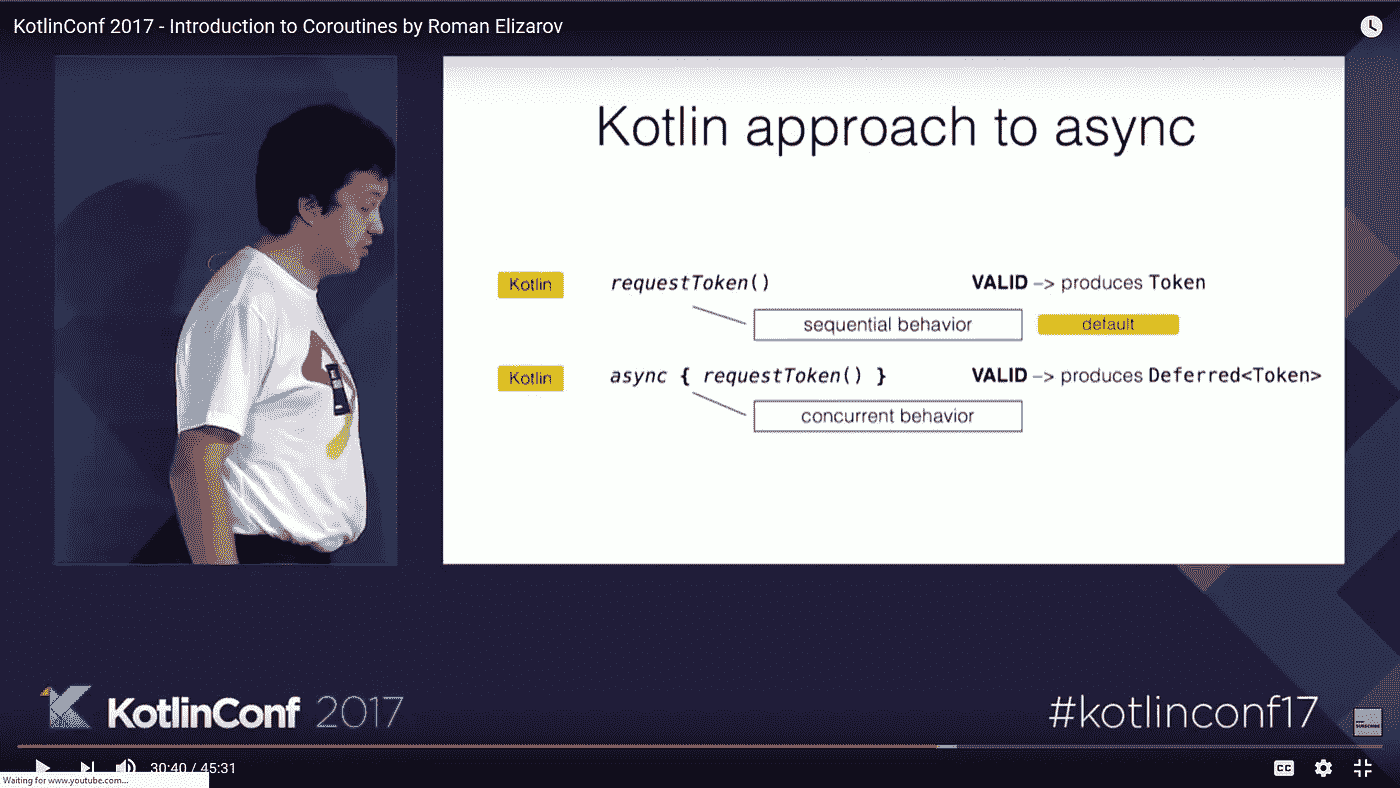 KotlinConf 2017 - Introduction to Coroutines by Roman Elizarov
Kotlin approach to async
Kotlin requestToken() VALID –> produces Token
sequential behavior default
Kotlin async { requestToken() } VALID –> produces Deferred<Token>
concurrent behavior
KotlinConf 2017 #kotlinconf17
SUBSCRIBE
30:40 / 45:31 CC
Waiting for www.youtube.com...